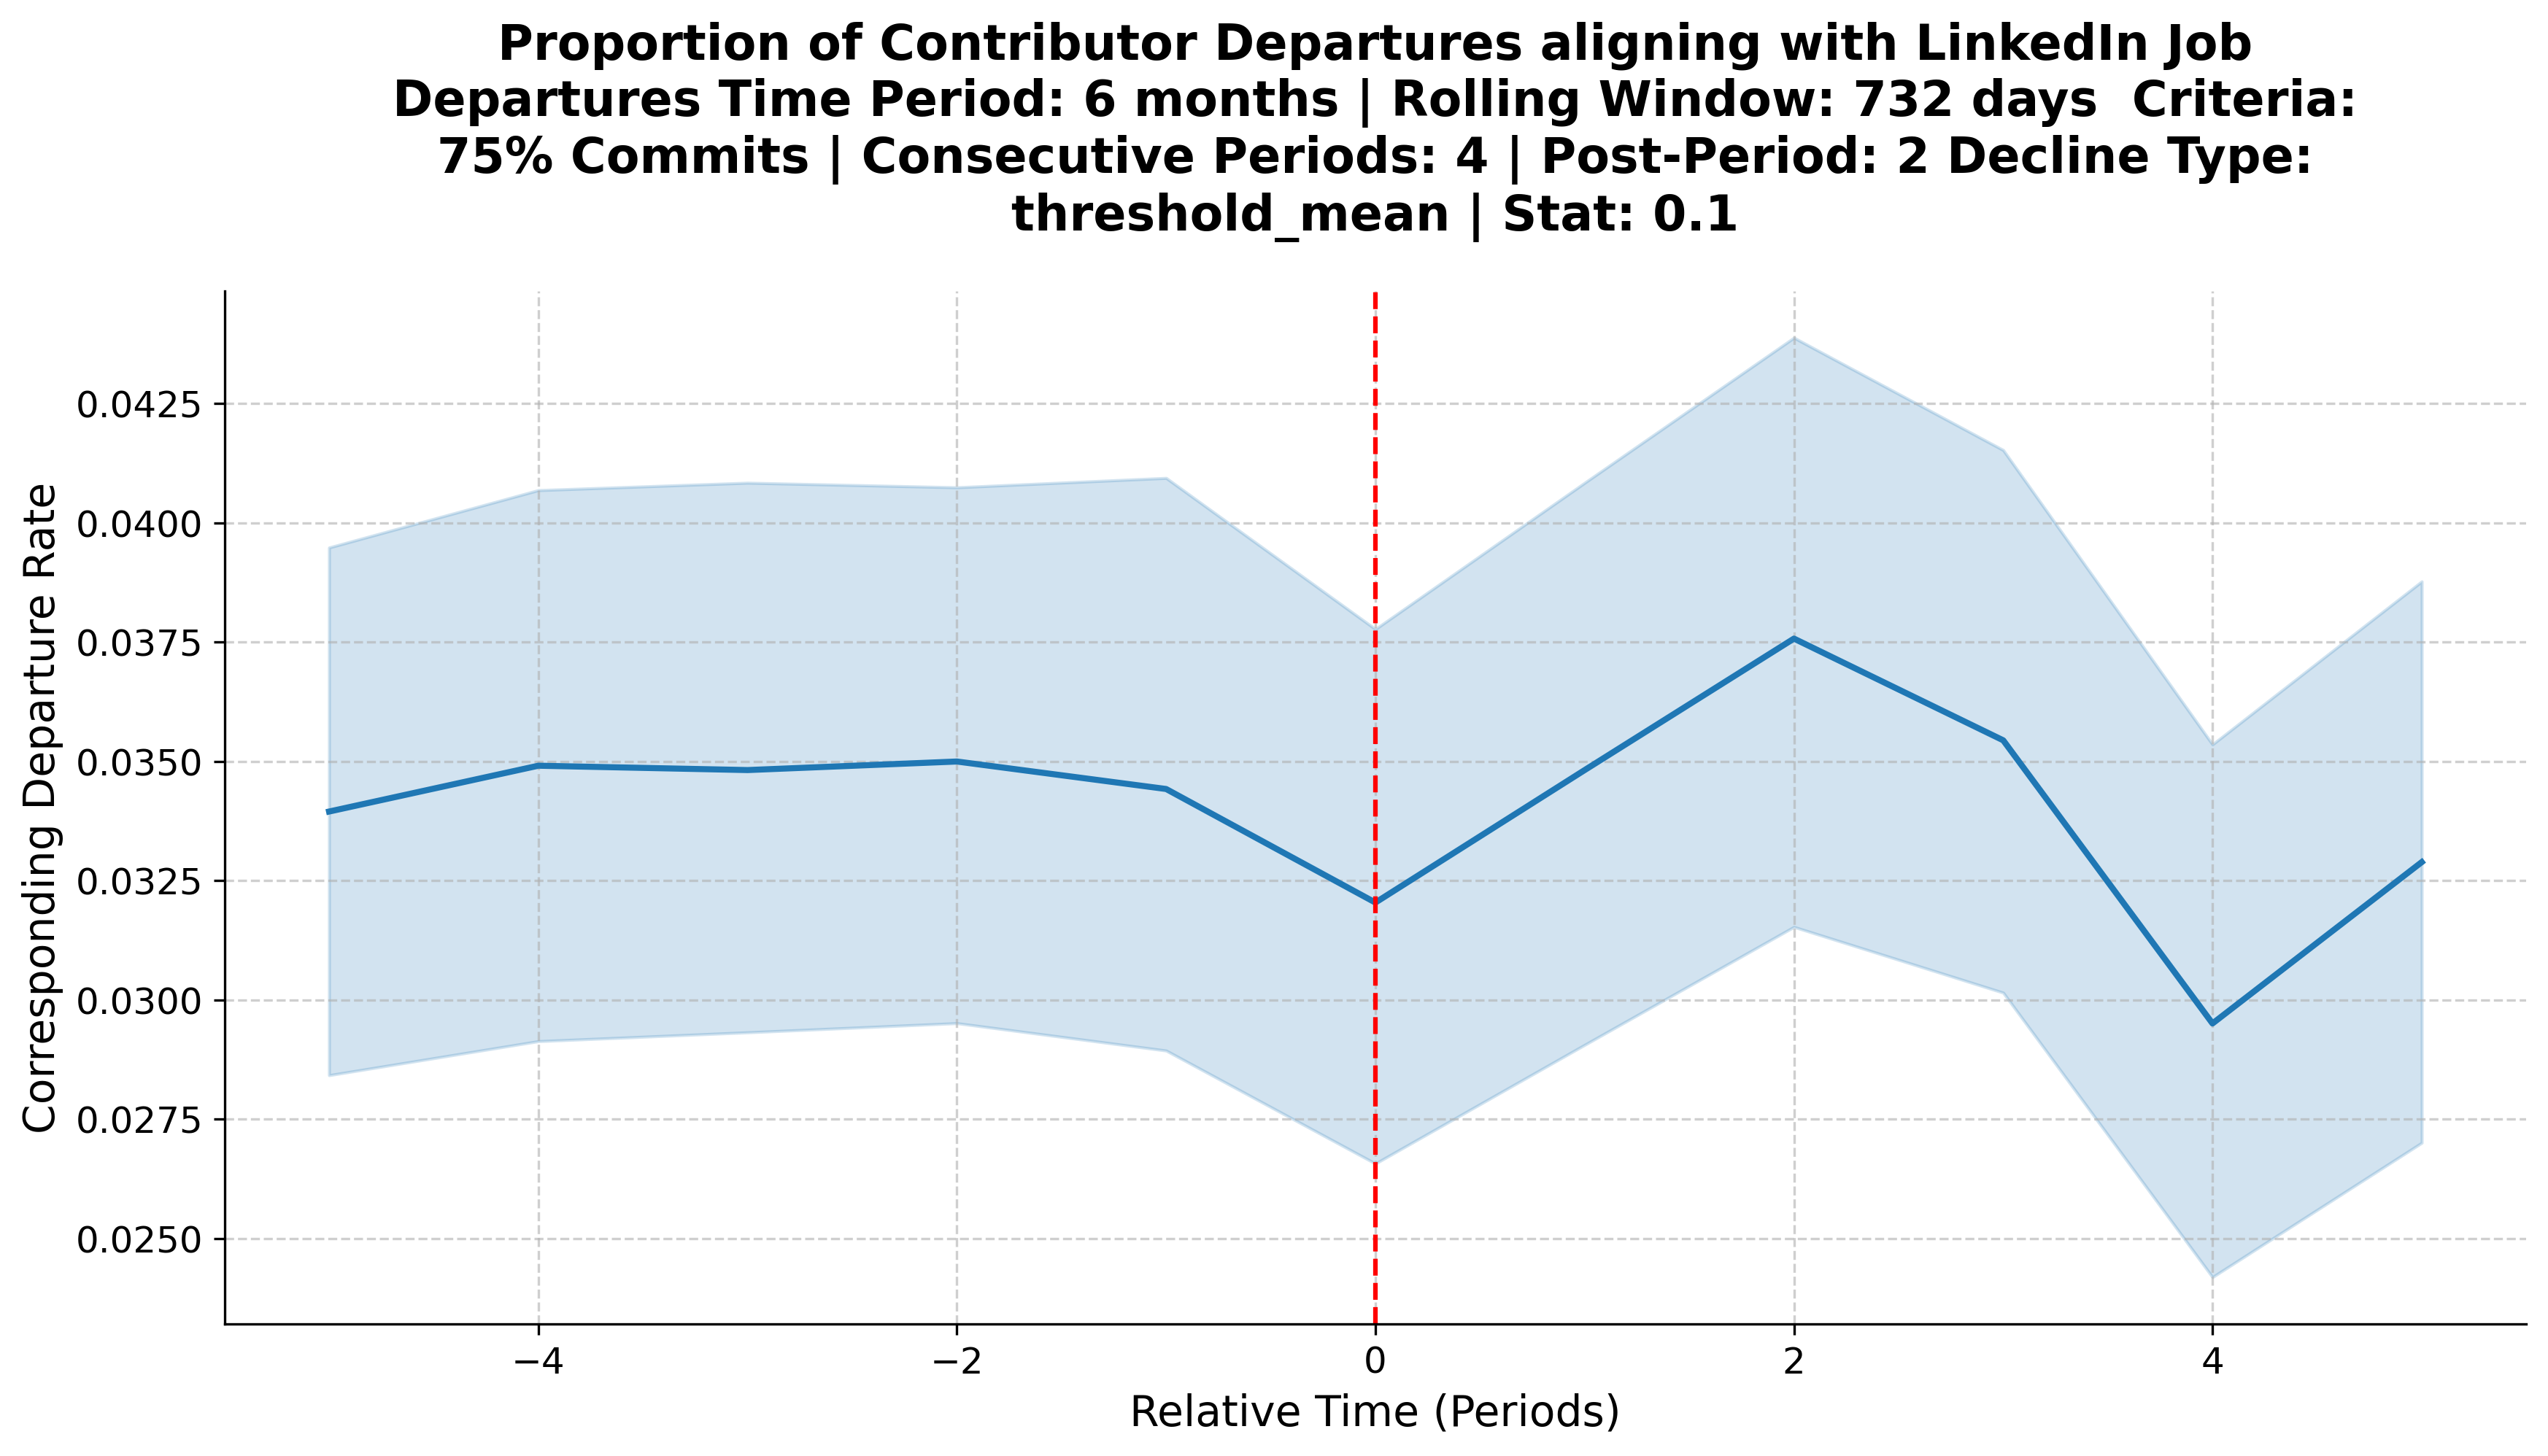 Proportion of Contributor Departures aligning with LinkedIn Job
Departures Time Period: 6 months | Rolling Window: 732 days  Criteria:
75% Commits | Consecutive Periods: 4 | Post-Period: 2 Decline Type:
threshold_mean | Stat: 0.1
Corresponding Departure Rate
0.0425
0.0400
0.0375
0.0350
0.0325
0.0300
0.0275
0.0250
−4
−2
0
2
4
Relative Time (Periods)